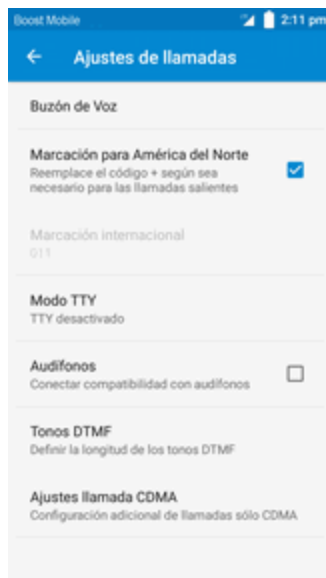 Boost Mobile 2:11 pm
Ajustes de llamadas
Buzón de Voz
Marcación para América del Norte
Reemplace el código + según sea
necesario para las llamadas salientes
Marcación internacional
011
Modo TTY
TTY desactivado
Audífonos
Conectar compatibilidad con audífonos
Tonos DTMF
Definir la longitud de los tonos DTMF
Ajustes llamada CDMA
Configuración adicional de llamadas sólo CDMA